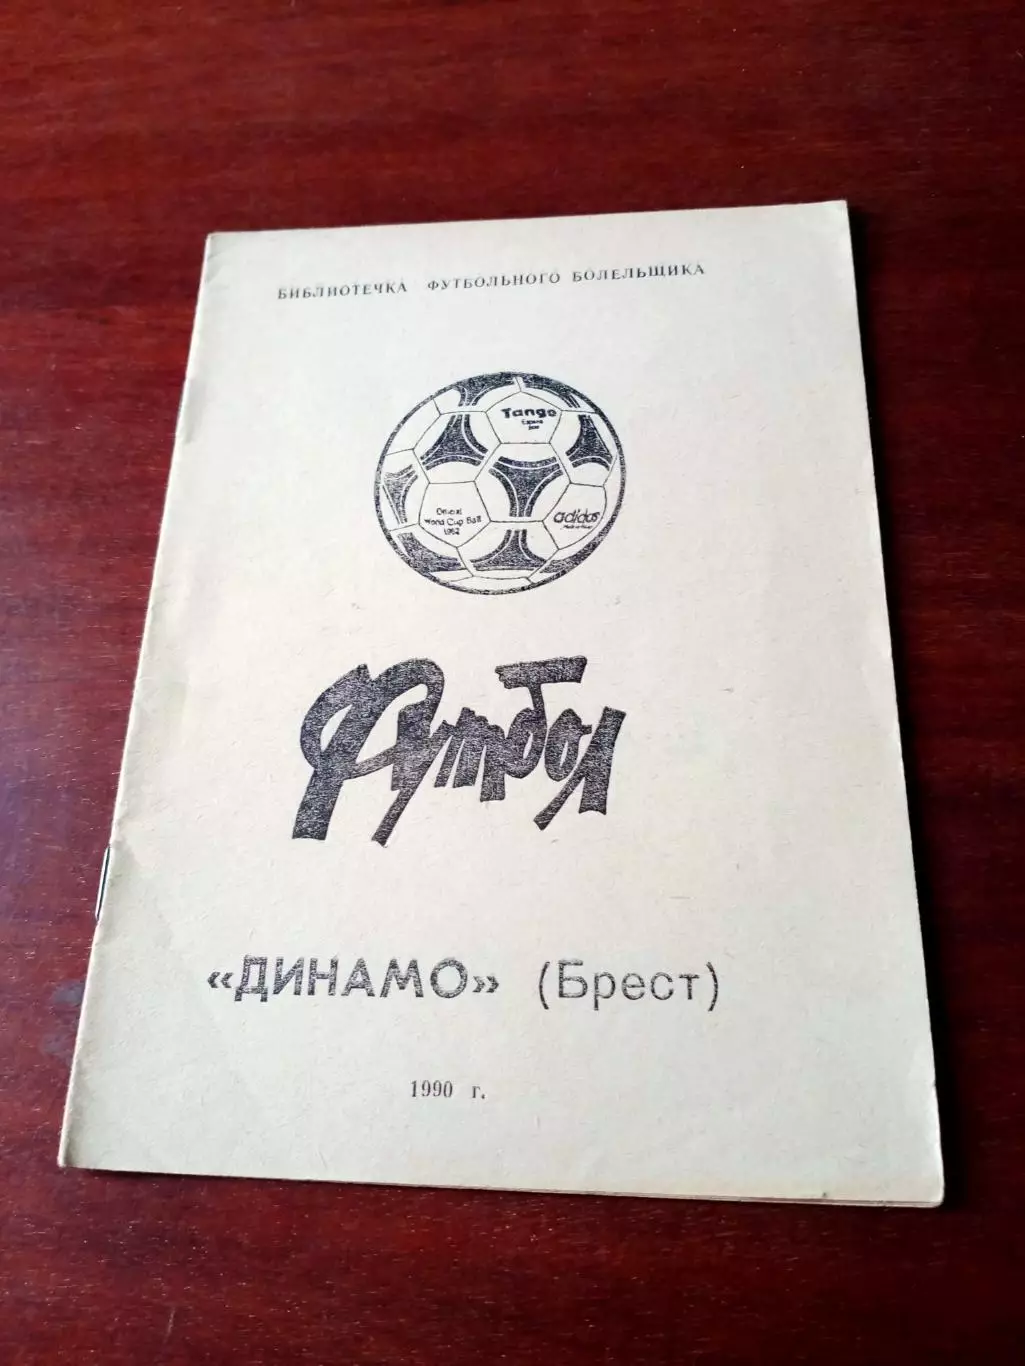 БИБЛИОТЕЧКА ФУТБОЛЬНОГО БОЛЕЛЬЩИКА
Tango
Official
World Cup Ball
1982
adidas
Футбол
«ДИНАМО» (Брест)
1990 г.